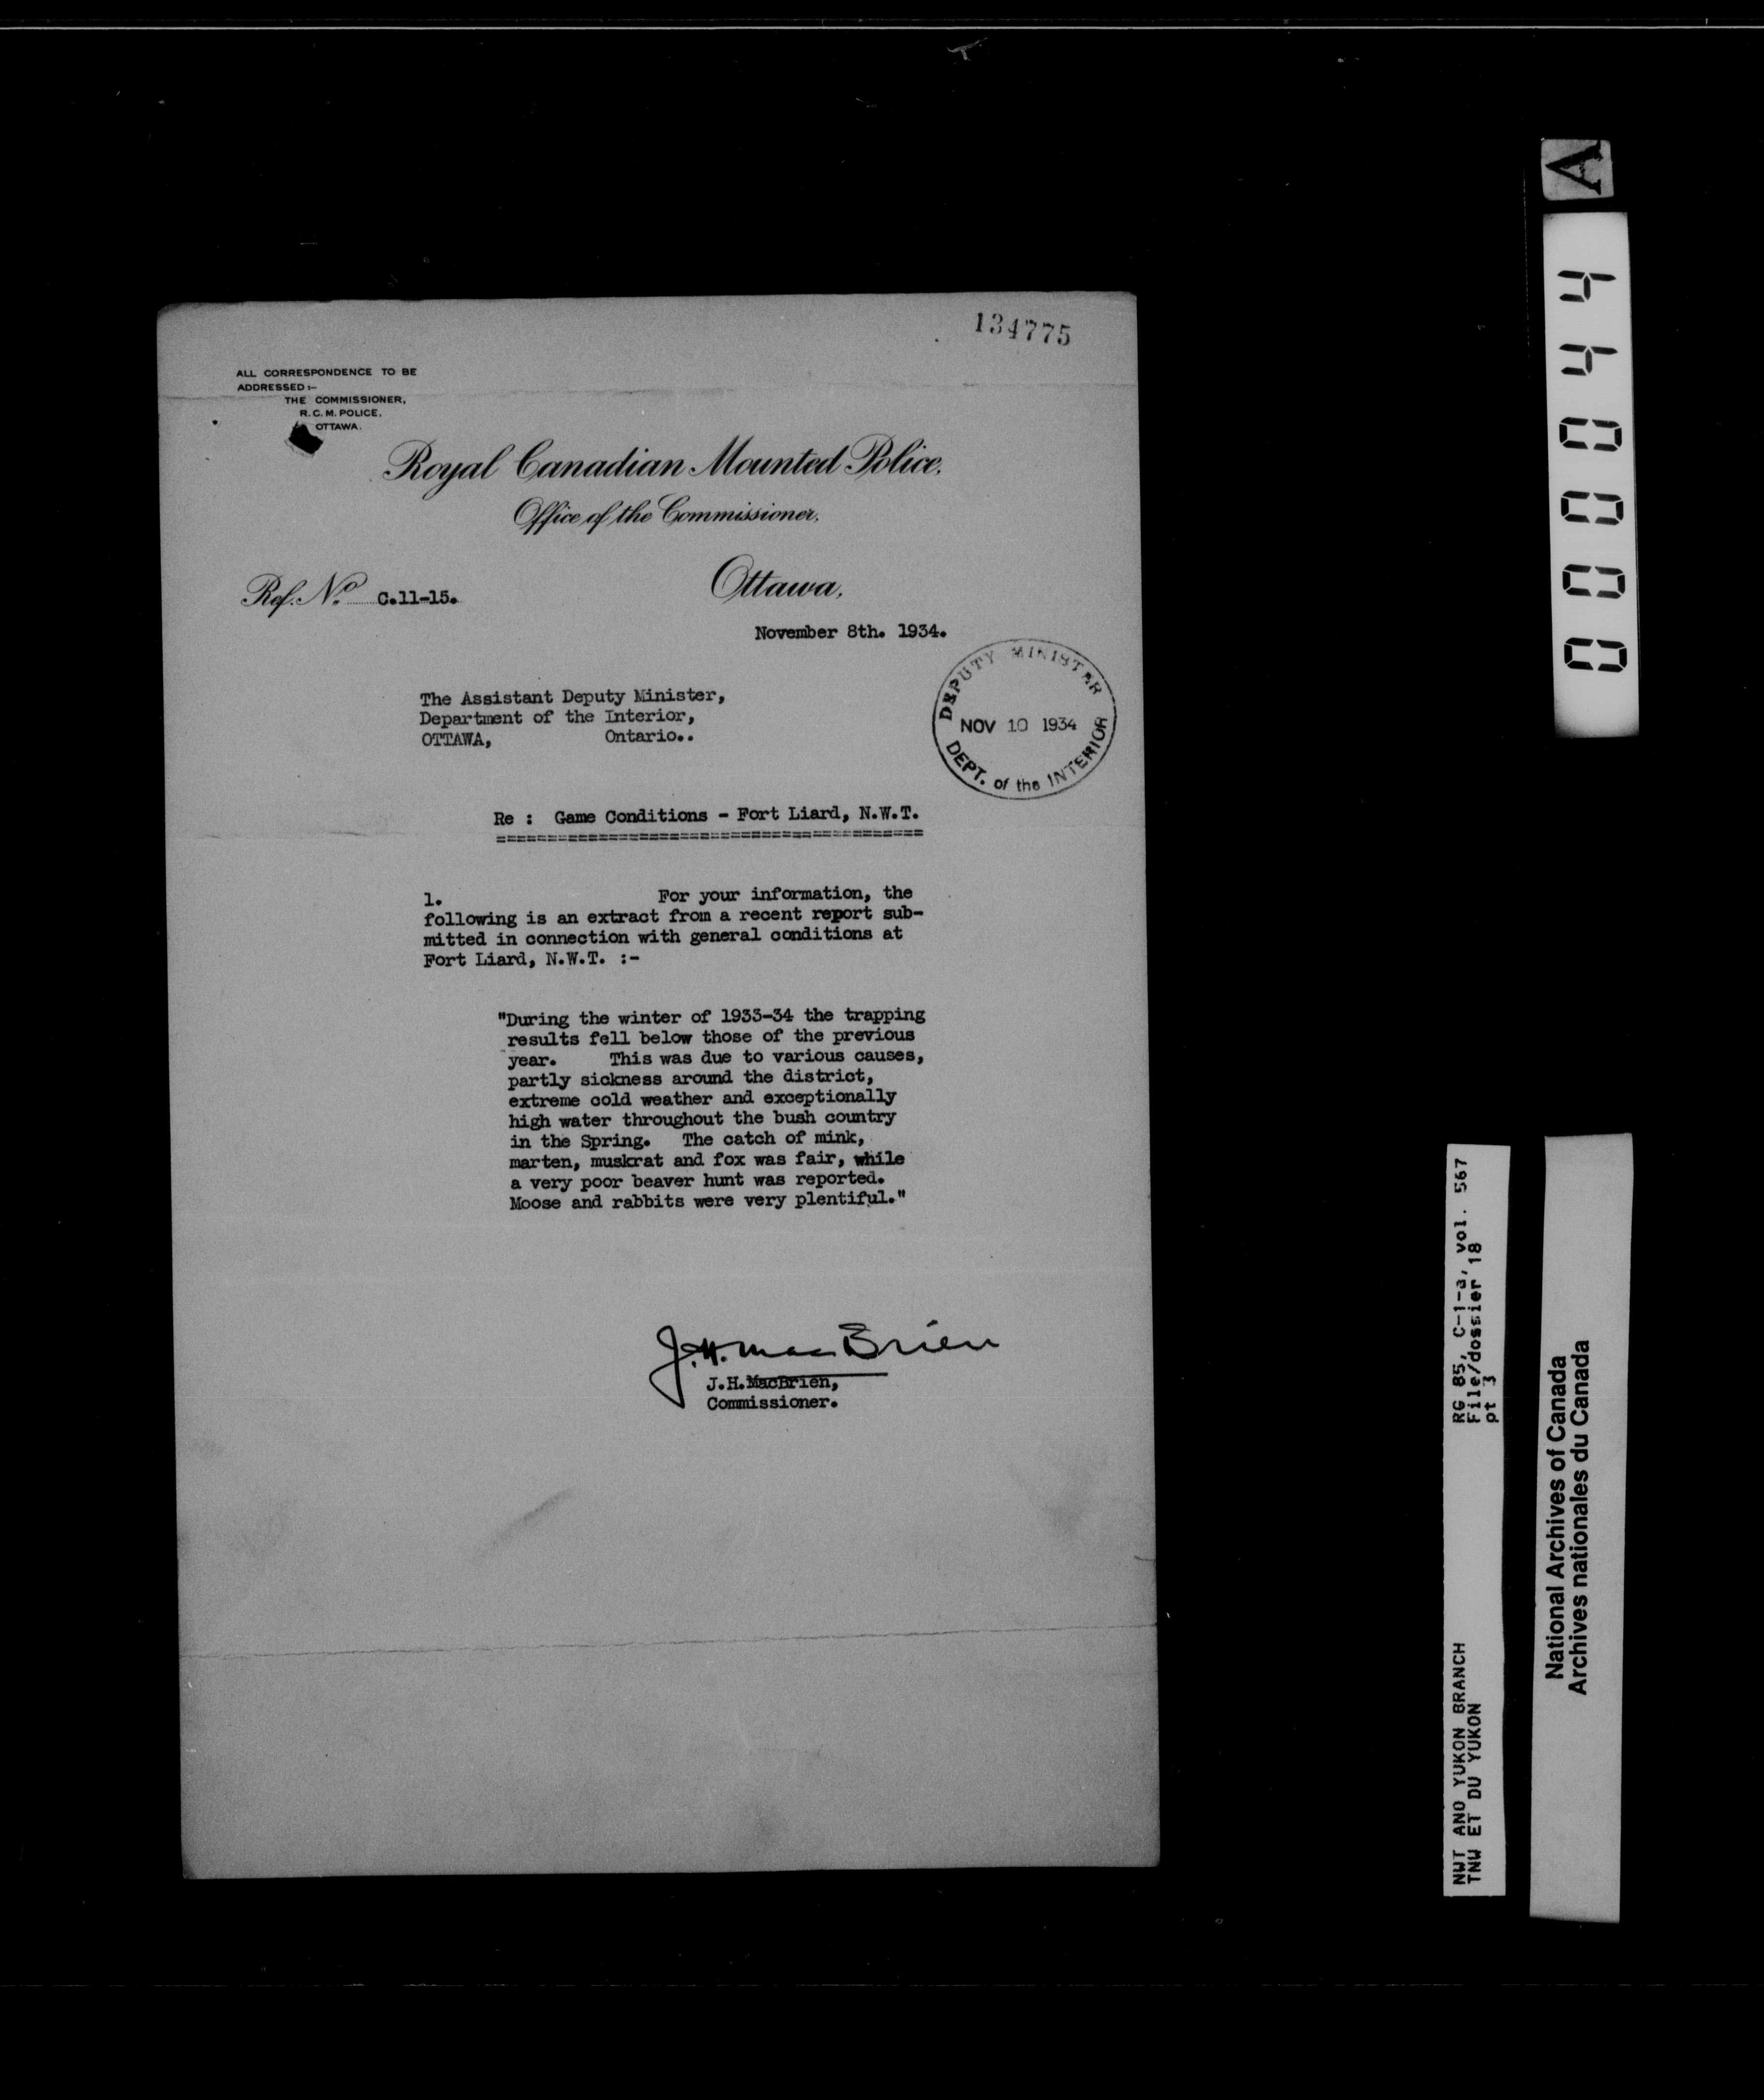 134775
ALL CORRESPONDENCE TO BE
ADDRESSED:-
THE COMMISSIONER,
R.C.M. POLICE,
OTTAWA.
Royal Canadian Mounted Police.
Office of the Commissioner.
Ref. No. C.11-15.
Ottawa,
November 8th. 1934.
DEPUTY MINISTER
NOV 10 1934
DEPT. of the INTERIOR
The Assistant Deputy Minister,
Department of the Interior,
OTTAWA, Ontario..
Re : Game Conditions - Fort Liard, N.W.T.
1. For your information, the
following is an extract from a recent report sub-
mitted in connection with general conditions at
Fort Liard, N.W.T. :-
"During the winter of 1933-34 the trapping
results fell below those of the previous
year. This was due to various causes,
partly sickness around the district,
extreme cold weather and exceptionally
high water throughout the bush country
in the Spring. The catch of mink,
marten, muskrat and fox was fair, while
a very poor beaver hunt was reported.
Moose and rabbits were very plentiful."
J.H. MacBrien
J.H.MacBrien,
Commissioner.
A
000044
RG 85, C-1-a, vol. 567
File/dossier 18
pt 3
NWT AND YUKON BRANCH
TNW ET DU YUKON
National Archives of Canada
Archives nationales du Canada